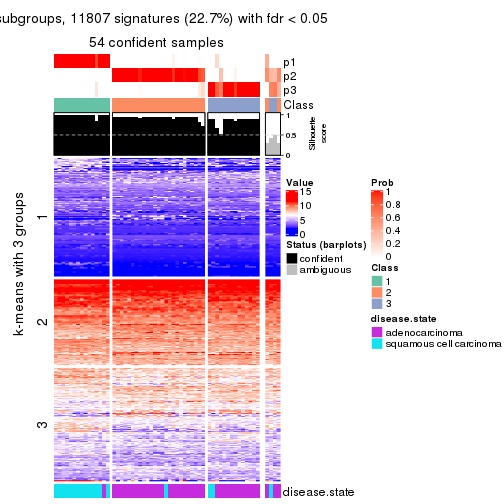 subgroups, 11807 signatures (22.7%) with fdr < 0.05
54 confident samples
p1
p2
p3
Class
1
0.5
0
Silhouette
score
k-means with 3 groups
1
2
3
Value
15
10
5
0
Status (barplots)
confident
ambiguous
Prob
1
0.8
0.6
0.4
0.2
0
Class
1
2
3
disease.state
adenocarcinoma
squamous cell carcinoma
disease.state